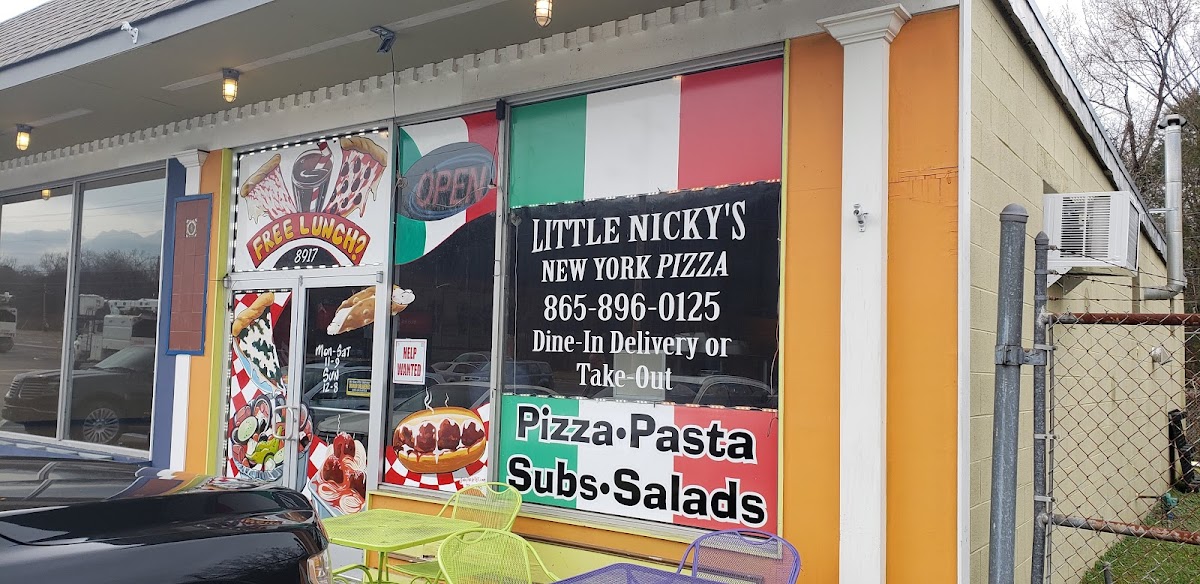 FREE LUNCH?
8917
OPEN
Mon-Sat
11-9
Sun
12-8
HELP
WANTED
LITTLE NICKY'S
NEW YORK PIZZA
865-896-0125
Dine-In Delivery or
Take-Out
Pizza•Pasta
Subs•Salads